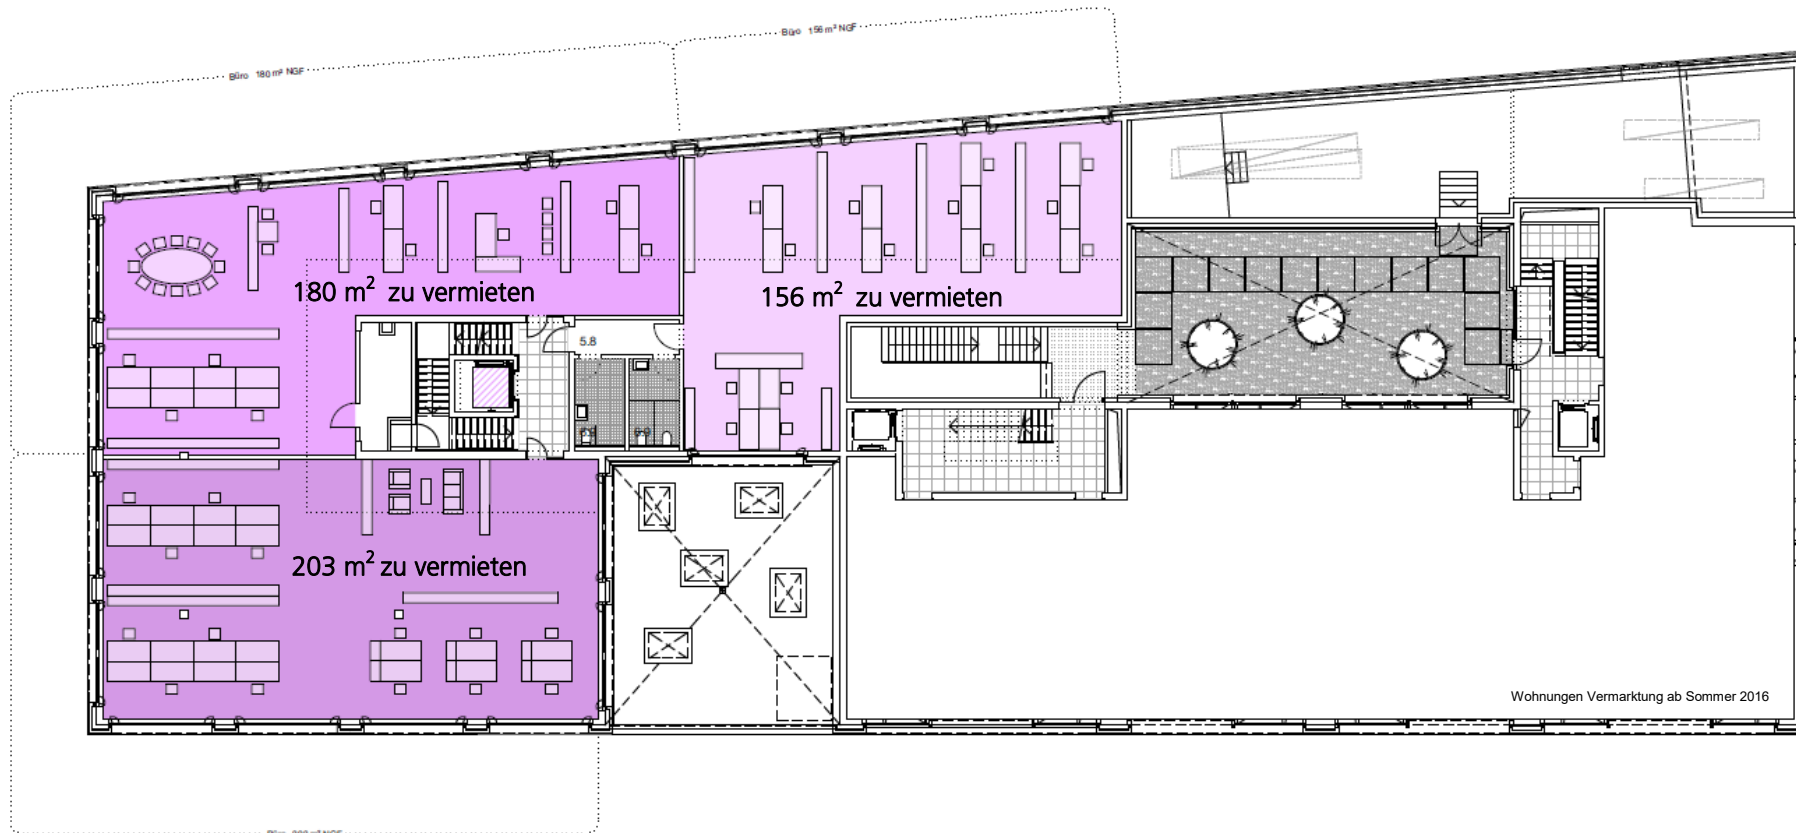 Büro 156 m² NGF
Büro 180 m² NGF
180 m² zu vermieten
156 m² zu vermieten
5.8
203 m² zu vermieten
Wohnungen Vermarktung ab Sommer 2016